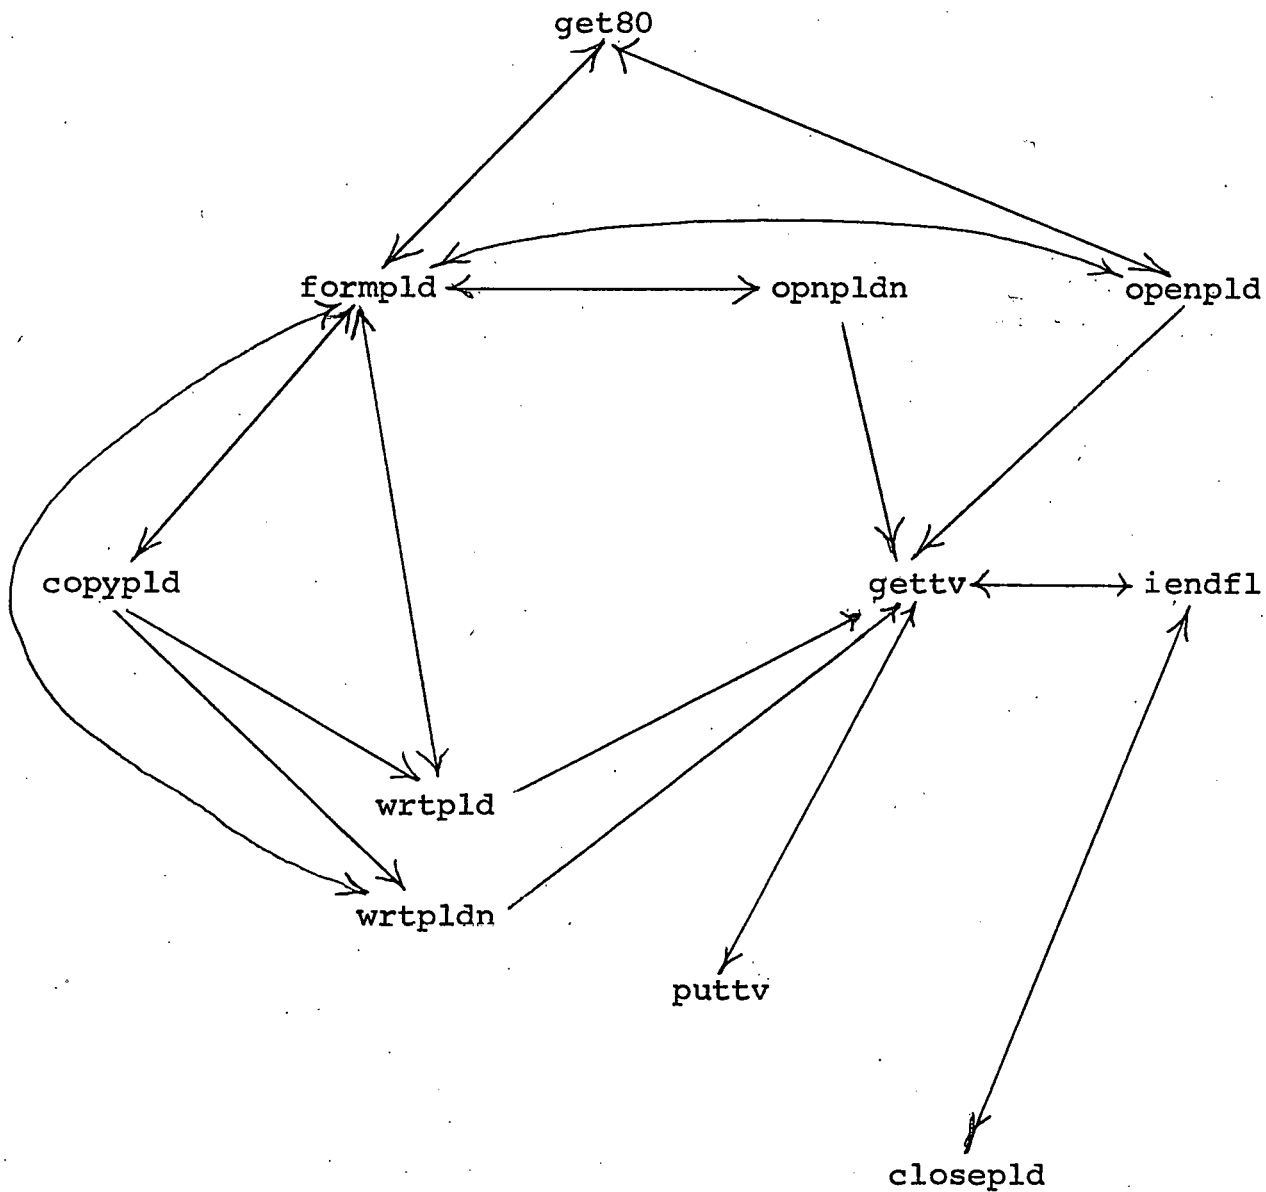 get80
formpld opnpldn openpld
copypld gettv iendfl
wrtpld
wrtpldn
puttv
closepld